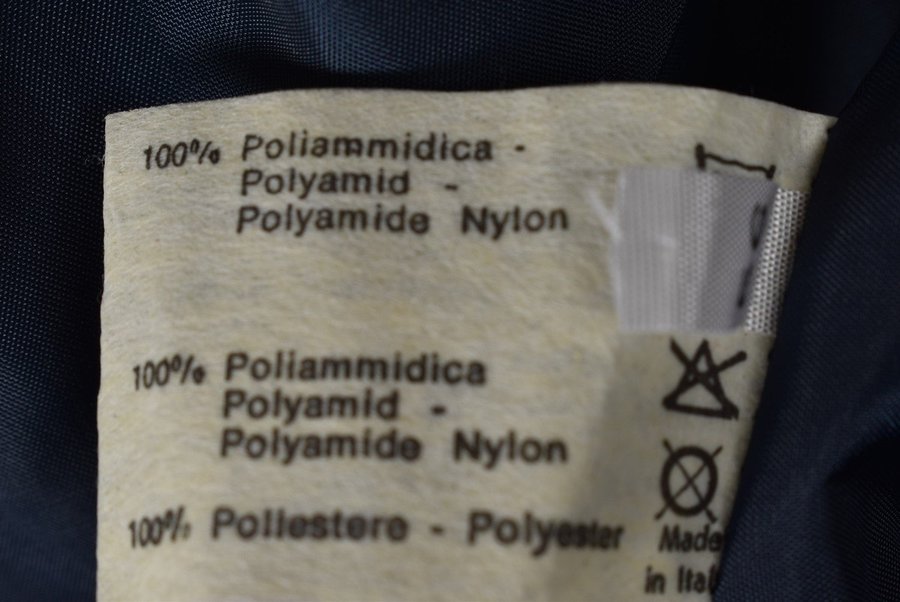 100% Poliammidica -
Polyamid -
Polyamide Nylon
100% Poliammidica
Polyamid -
Polyamide Nylon
100% Poliestere - Polyester
Made
in Ital